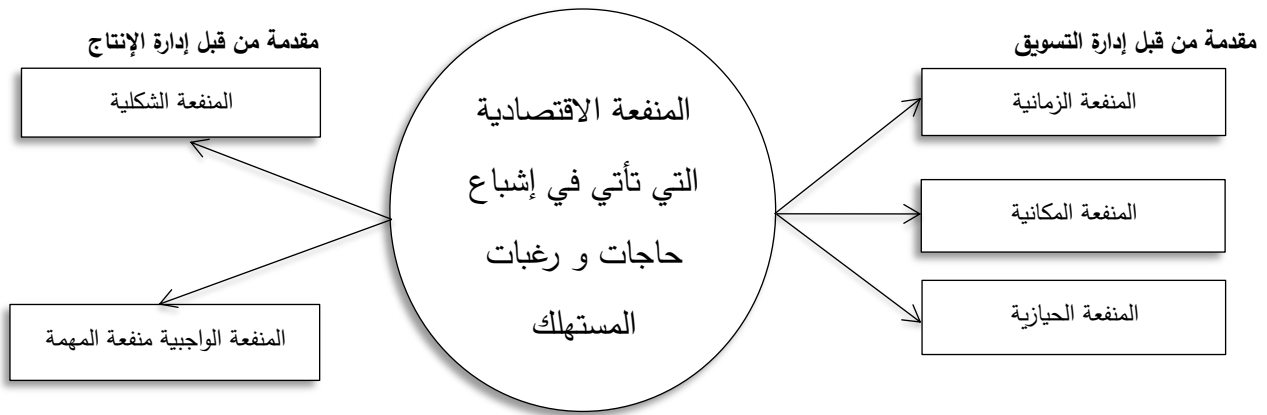 مقدمة من قبل إدارة التسويق
المنفعة الزمانية
المنفعة المكانية
المنفعة الحيازية
المنفعة الاقتصادية
التي تأتي في إشباع
حاجات و رغبات
المستهلك
مقدمة من قبل إدارة الإنتاج
المنفعة الشكلية
المنفعة الواجبية منفعة المهمة